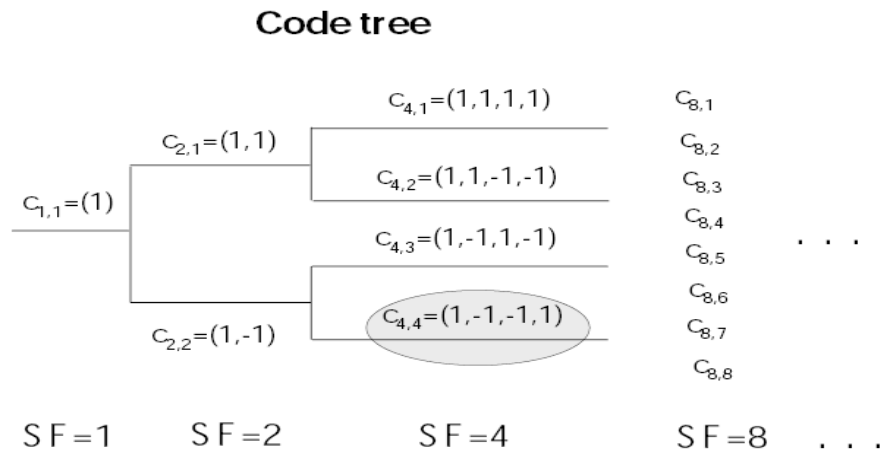 Code tree
C4,1=(1,1,1,1)
C8,1
C2,1=(1,1)
C8,2
C4,2=(1,1,-1,-1)
C8,3
C1,1=(1)
C8,4
C4,3=(1,-1,1,-1)
. . .
C8,5
C8,6
C4,4=(1,-1,-1,1)
C8,7
C2,2=(1,-1)
C8,8
SF=1 SF=2 SF=4 SF=8 . . .